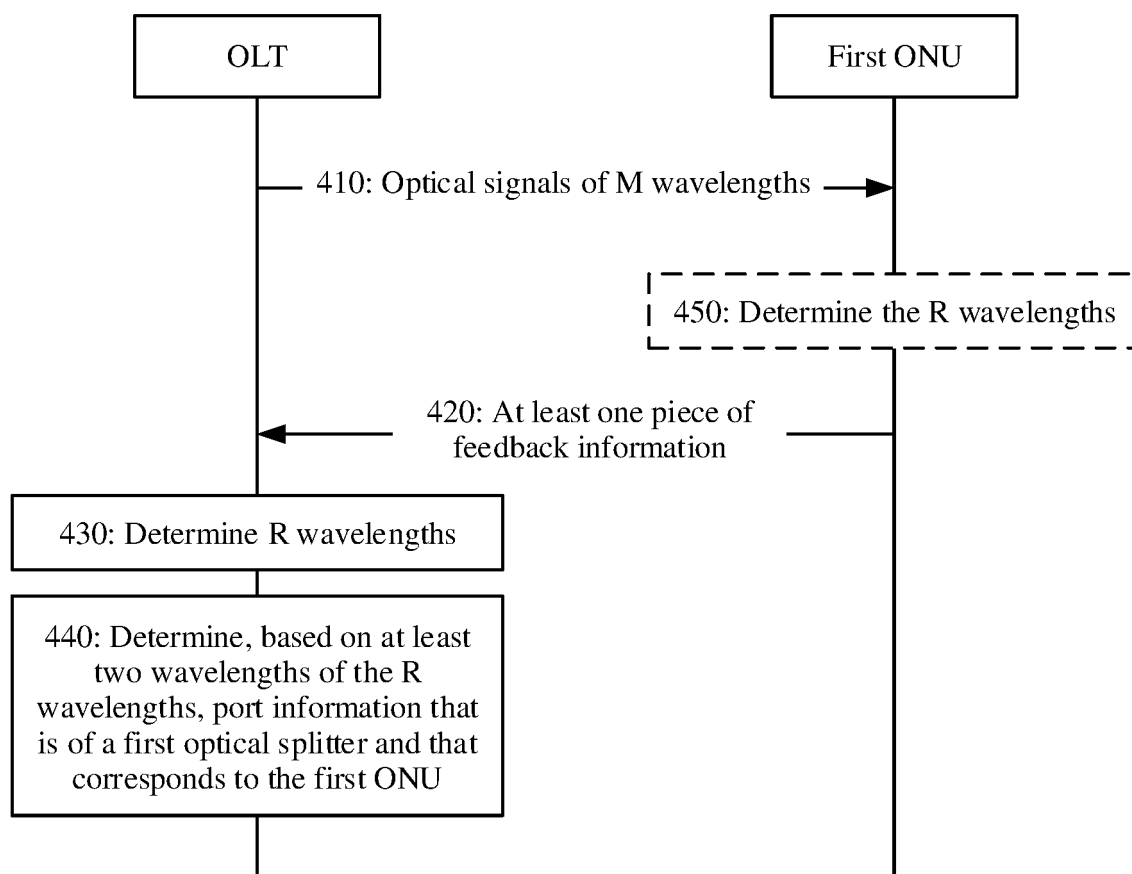 OLT
First ONU
410: Optical signals of M wavelengths
450: Determine the R wavelengths
420: At least one piece of
feedback information
430: Determine R wavelengths
440: Determine, based on at least
two wavelengths of the R
wavelengths, port information that
is of a first optical splitter and that
corresponds to the first ONU